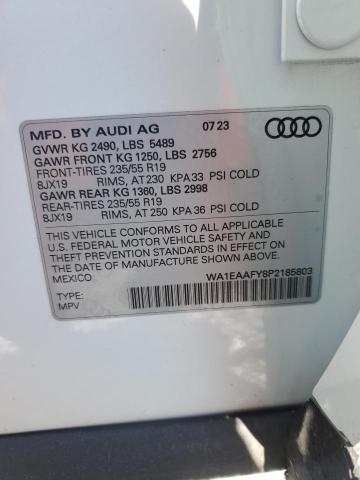 MFD. BY AUDI AG 07 23
GVWR KG 2490, LBS 5489
GAWR FRONT KG 1250, LBS 2756
FRONT-TIRES 235/55 R19
8JX19 RIMS, AT 230 KPA 33 PSI COLD
GAWR REAR KG 1360, LBS 2998
REAR-TIRES 235/55 R19
8JX19 RIMS, AT 250 KPA 36 PSI COLD
THIS VEHICLE CONFORMS TO ALL APPLICABLE
U.S. FEDERAL MOTOR VEHICLE SAFETY AND
THEFT PREVENTION STANDARDS IN EFFECT ON
THE DATE OF MANUFACTURE SHOWN ABOVE.
MEXICO WA1EAAFY8P2185803
TYPE:
MPV